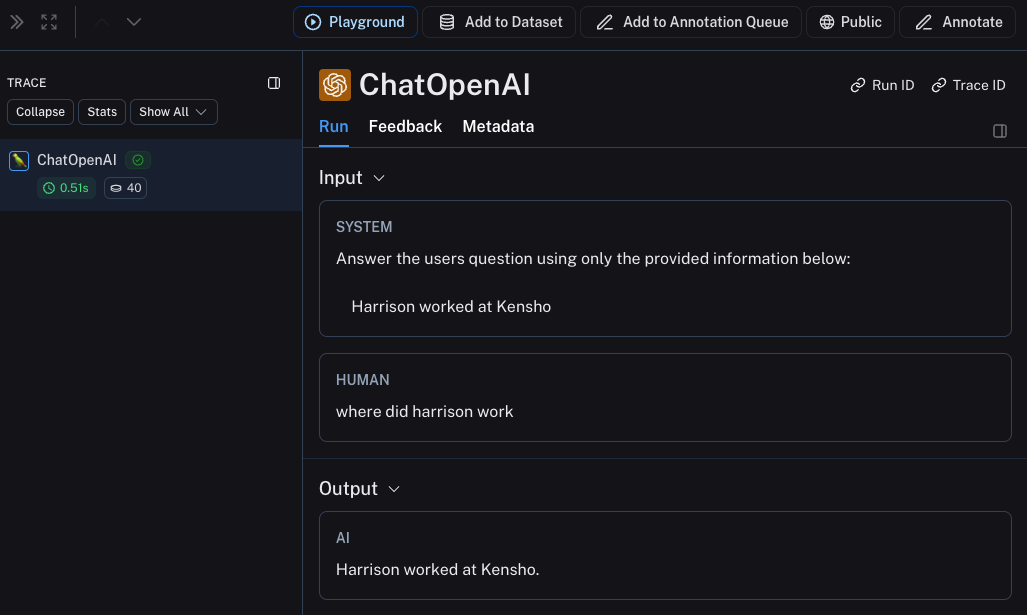 Playground
Add to Dataset
Add to Annotation Queue
Public
Annotate
TRACE
Collapse
Stats
Show All
ChatOpenAI
0.51s
40
ChatOpenAI
Run ID
Trace ID
Run
Feedback
Metadata
Input
SYSTEM
Answer the users question using only the provided information below:
Harrison worked at Kensho
HUMAN
where did harrison work
Output
AI
Harrison worked at Kensho.